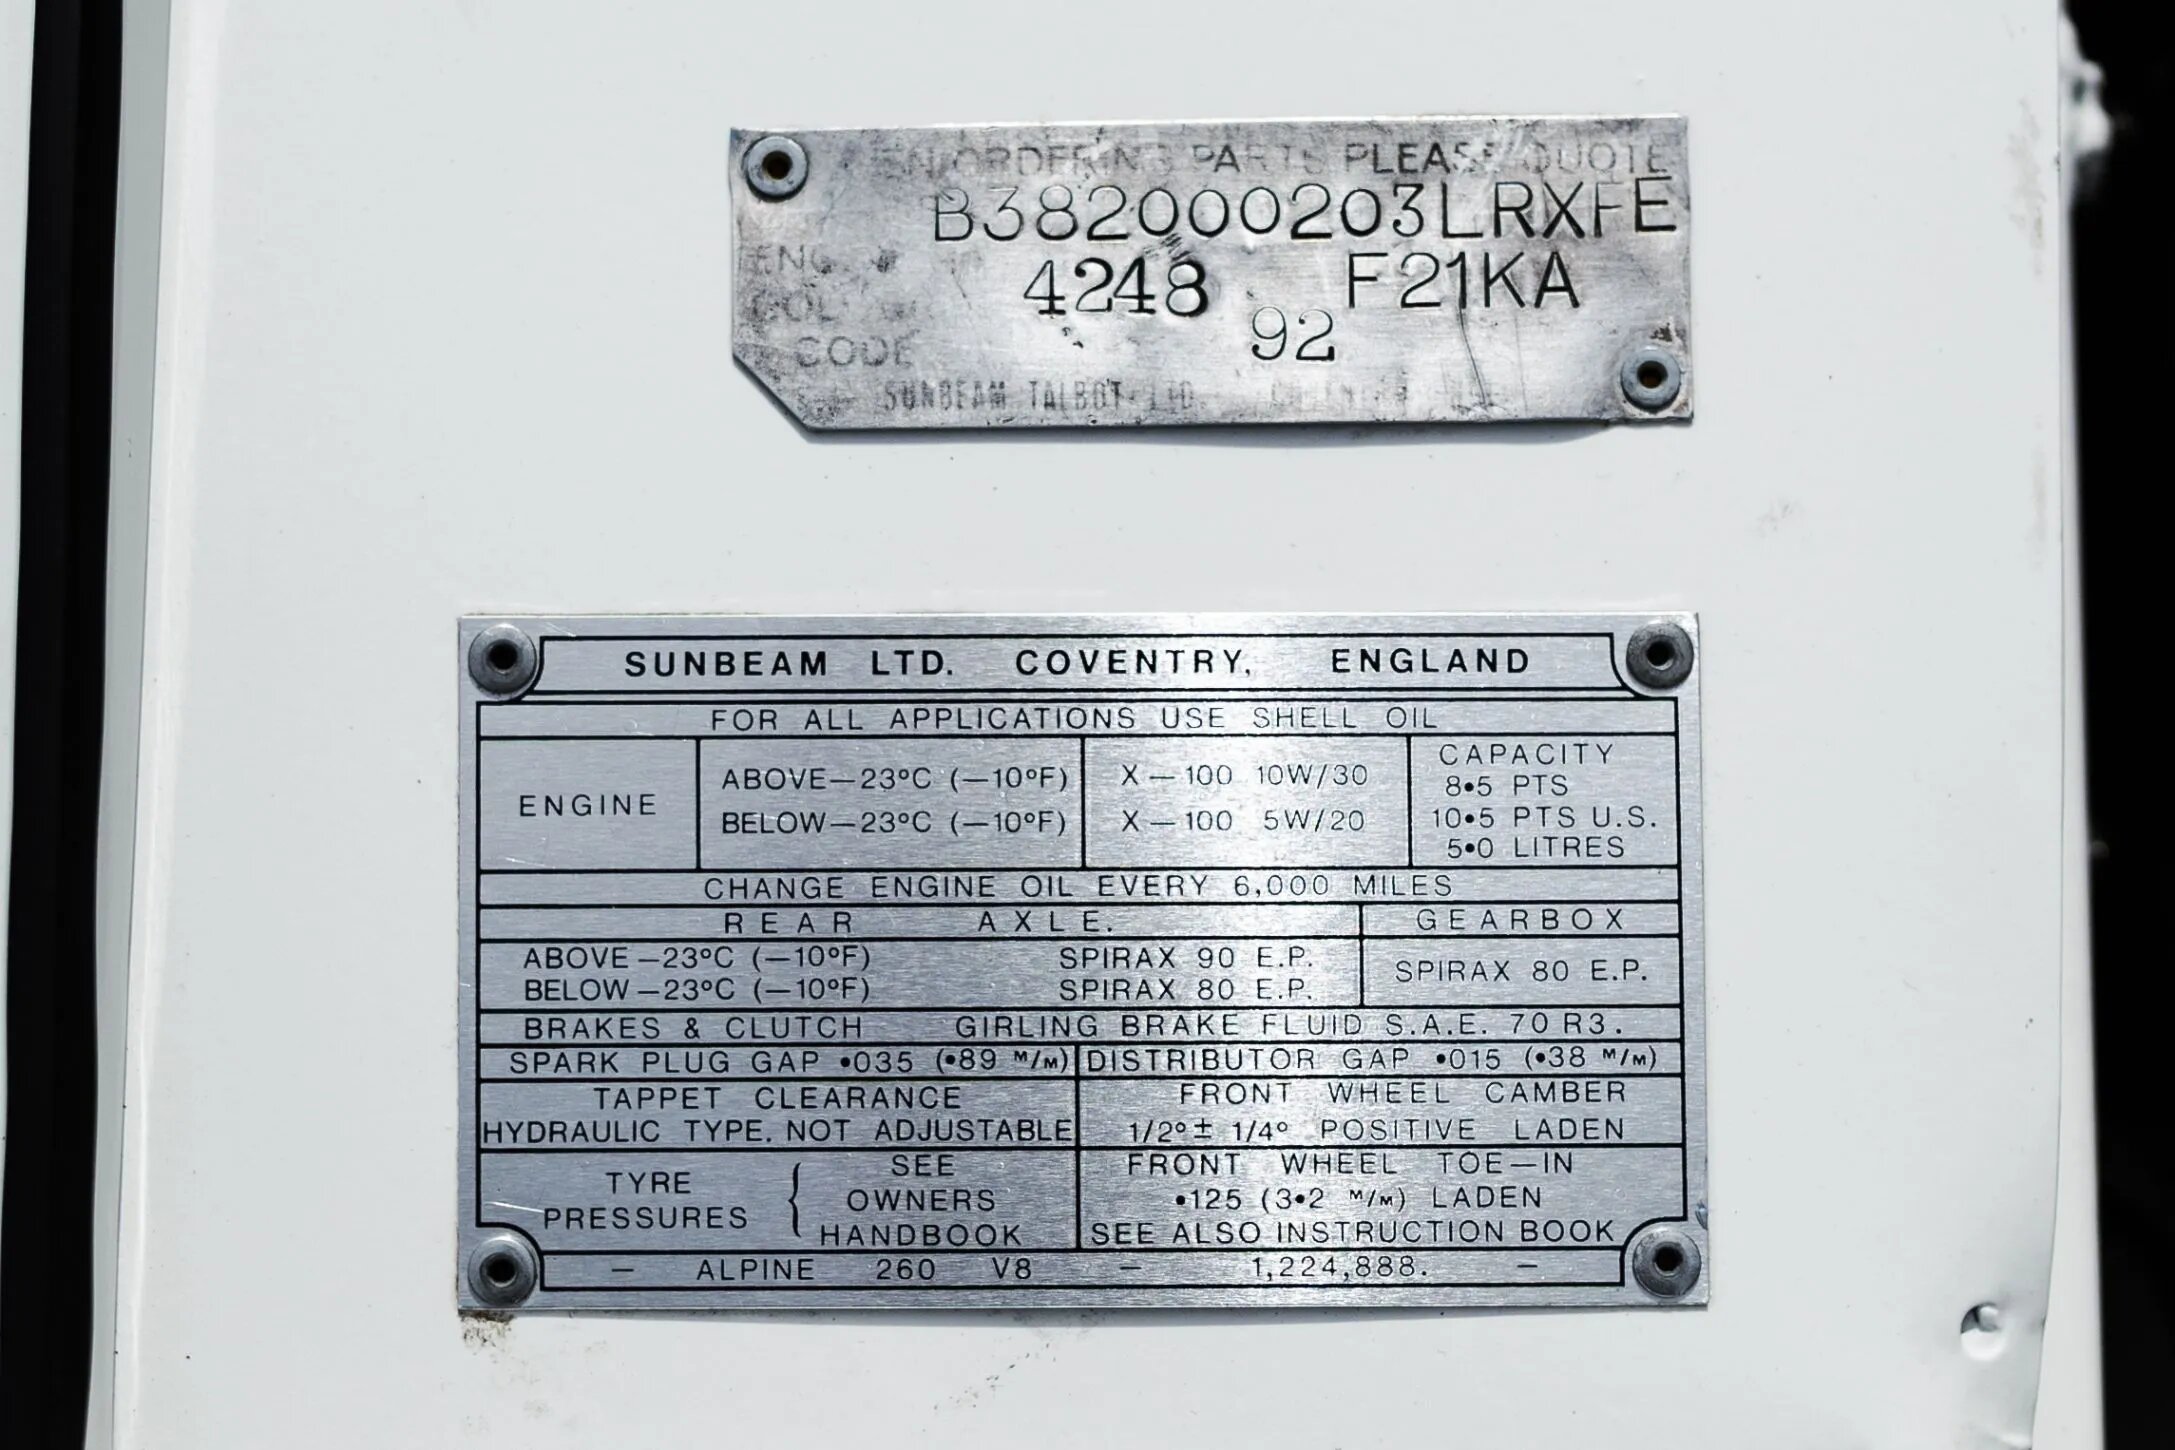 ORDERING PARTS PLEASE QUOTE
B382000203LRXFE
4248 F21KA
92
CODE
SUNBEAM TALBOT LTD.
SUNBEAM LTD. COVENTRY, ENGLAND
FOR ALL APPLICATIONS USE SHELL OIL
ENGINE
ABOVE—23°C (—10°F)
BELOW—23°C (—10°F)
X—100 10W/30
X—100 5W/20
CAPACITY
8•5 PTS
10•5 PTS U.S.
5•0 LITRES
CHANGE ENGINE OIL EVERY 6,000 MILES
REAR AXLE.
GEARBOX
ABOVE—23°C (—10°F) SPIRAX 90 E.P.
BELOW—23°C (—10°F) SPIRAX 80 E.P.
SPIRAX 80 E.P.
BRAKES & CLUTCH GIRLING BRAKE FLUID S.A.E. 70 R3.
SPARK PLUG GAP •035 (•89 M/M)
DISTRIBUTOR GAP •015 (•38 M/M)
TAPPET CLEARANCE
HYDRAULIC TYPE. NOT ADJUSTABLE
FRONT WHEEL CAMBER
1/2°± 1/4° POSITIVE LADEN
TYRE
PRESSURES
SEE
OWNERS
HANDBOOK
FRONT WHEEL TOE—IN
•125 (3•2 M/M) LADEN
SEE ALSO INSTRUCTION BOOK
— ALPINE 260 V8 — 1,224,888. —